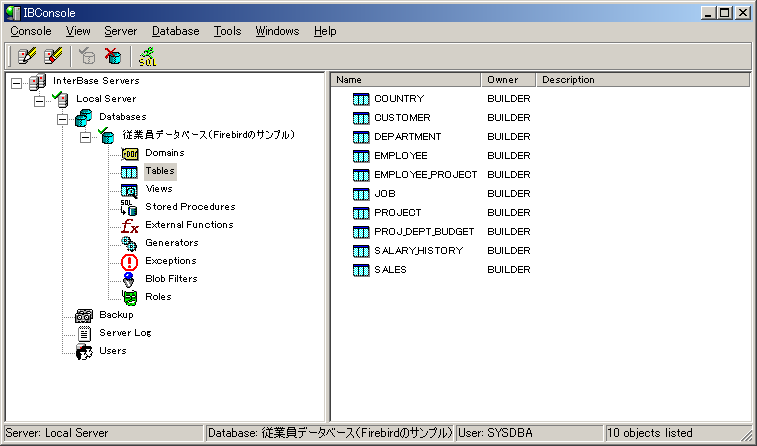 IBConsole
Console View Server Database Tools Windows Help
SQL
InterBase Servers
Local Server
Databases
従業員データベース(Firebirdのサンプル)
Domains
Tables
Views
Stored Procedures
External Functions
Generators
Exceptions
Blob Filters
Roles
Backup
Server Log
Users
Name Owner Description
COUNTRY BUILDER
CUSTOMER BUILDER
DEPARTMENT BUILDER
EMPLOYEE BUILDER
EMPLOYEE_PROJECT BUILDER
JOB BUILDER
PROJECT BUILDER
PROJ_DEPT_BUDGET BUILDER
SALARY_HISTORY BUILDER
SALES BUILDER
Server: Local Server Database: 従業員データベース(Firebirdのサンプル) User: SYSDBA 10 objects listed